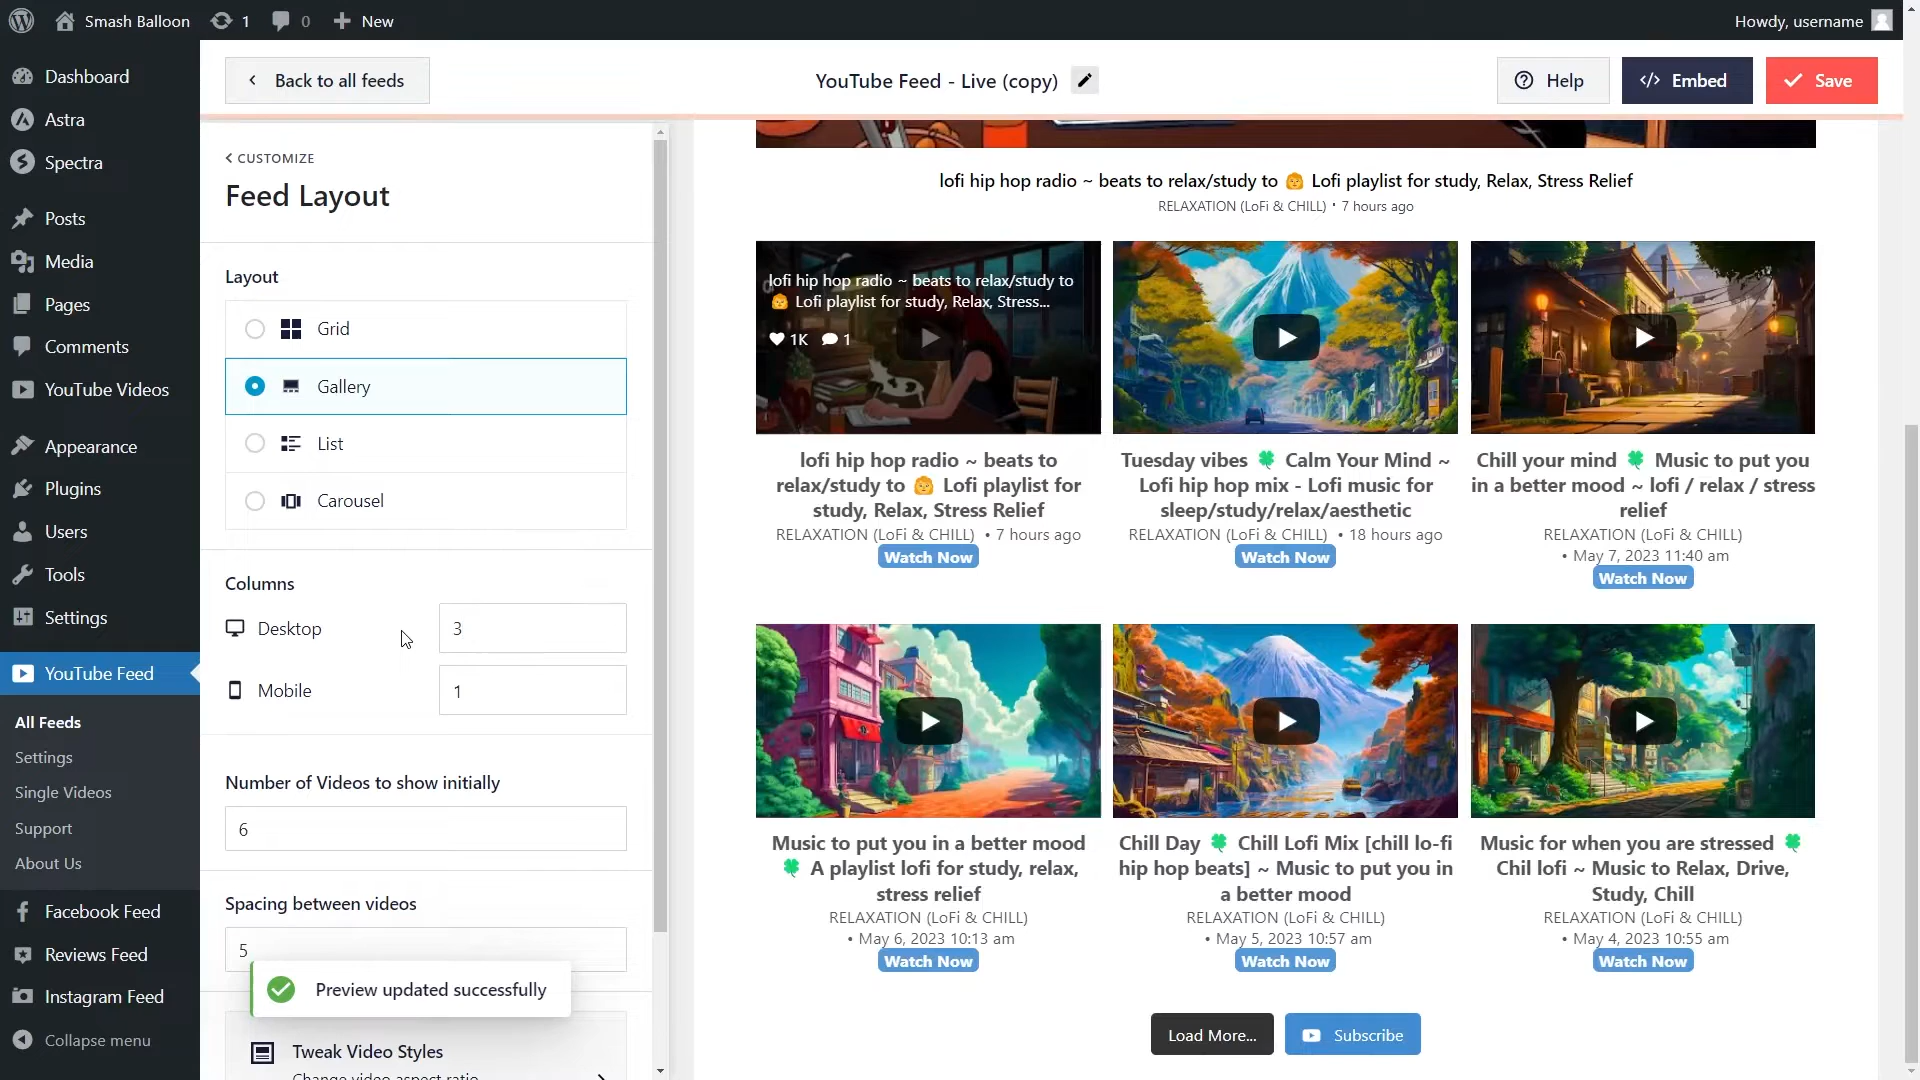 Smash Balloon
1
0
New
Howdy, username
Dashboard
Astra
Spectra
Posts
Media
Pages
Comments
YouTube Videos
Appearance
Plugins
Users
Tools
Settings
YouTube Feed
All Feeds
Settings
Single Videos
Support
About Us
Facebook Feed
Reviews Feed
Instagram Feed
Collapse menu
Back to all feeds
YouTube Feed - Live (copy)
Help
Embed
Save
CUSTOMIZE
Feed Layout
Layout
Grid
Gallery
List
Carousel
Columns
Desktop
3
Mobile
1
Number of Videos to show initially
6
Spacing between videos
5
Preview updated successfully
Tweak Video Styles
Change video aspect ratio
lofi hip hop radio ~ beats to relax/study to 👩‍🦰 Lofi playlist for study, Relax, Stress Relief
RELAXATION (LoFi & CHILL) • 7 hours ago
lofi hip hop radio ~ beats to relax/study to
👩‍🦰 Lofi playlist for study, Relax, Stress...
1K 1
lofi hip hop radio ~ beats to
relax/study to 👩‍🦰 Lofi playlist for
study, Relax, Stress Relief
RELAXATION (LoFi & CHILL) • 7 hours ago
Watch Now
Tuesday vibes 🍀 Calm Your Mind ~
Lofi hip hop mix - Lofi music for
sleep/study/relax/aesthetic
RELAXATION (LoFi & CHILL) • 18 hours ago
Watch Now
Chill your mind 🍀 Music to put you
in a better mood ~ lofi / relax / stress
relief
RELAXATION (LoFi & CHILL)
• May 7, 2023 11:40 am
Watch Now
Music to put you in a better mood
🍀 A playlist lofi for study, relax,
stress relief
RELAXATION (LoFi & CHILL)
• May 6, 2023 10:13 am
Watch Now
Chill Day 🍀 Chill Lofi Mix [chill lo-fi
hip hop beats] ~ Music to put you in
a better mood
RELAXATION (LoFi & CHILL)
• May 5, 2023 10:57 am
Watch Now
Music for when you are stressed 🍀
Chil lofi ~ Music to Relax, Drive,
Study, Chill
RELAXATION (LoFi & CHILL)
• May 4, 2023 10:55 am
Watch Now
Load More...
Subscribe